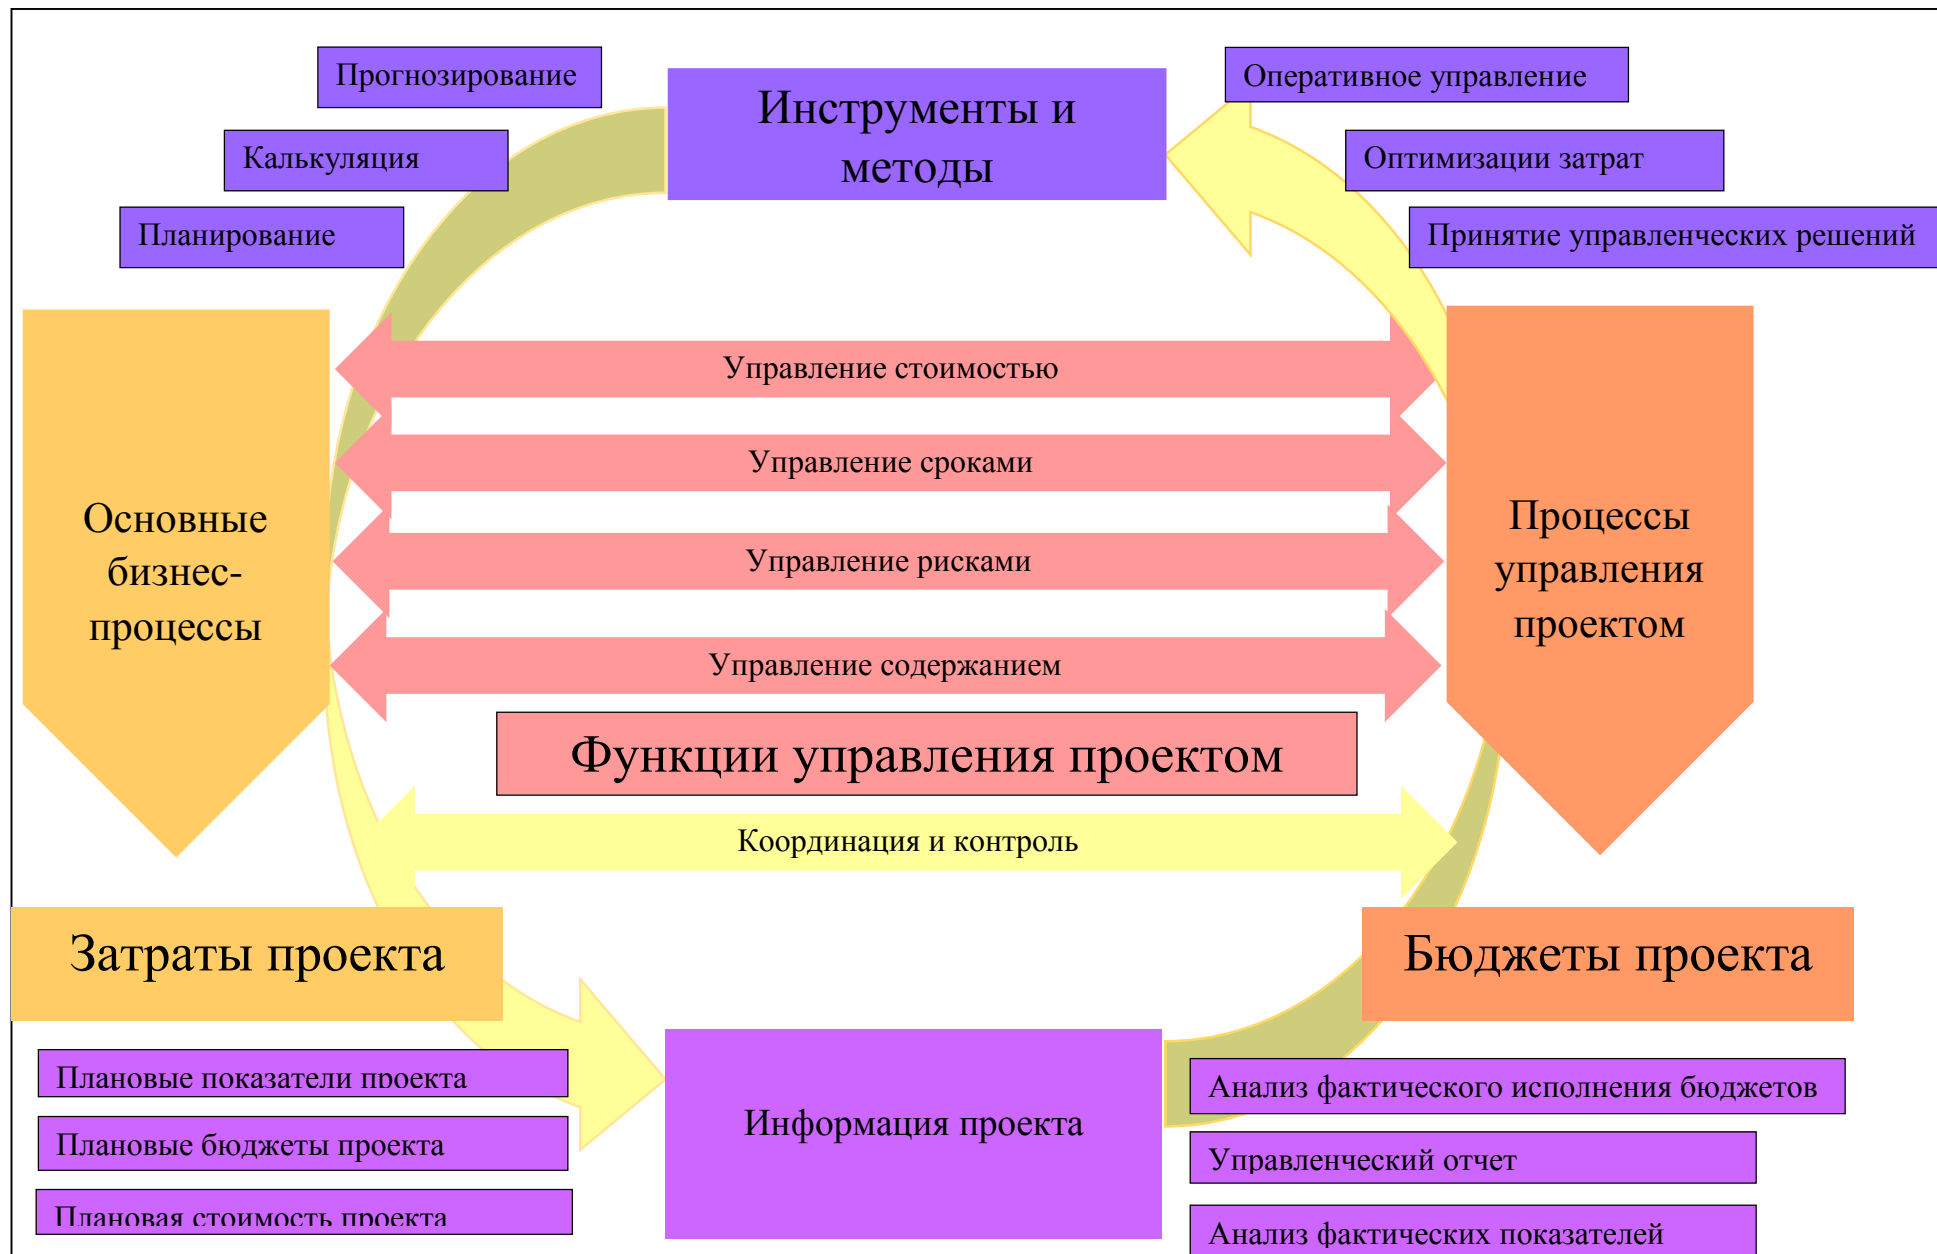 Прогнозирование
Калькуляция
Планирование
Инструменты и
методы
Оперативное управление
Оптимизации затрат
Принятие управленческих решений
Управление стоимостью
Управление сроками
Управление рисками
Управление содержанием
Основные
бизнес-
процессы
Процессы
управления
проектом
Функции управления проектом
Координация и контроль
Затраты проекта
Бюджеты проекта
Плановые показатели проекта
Плановые бюджеты проекта
Плановая стоимость проекта
Информация проекта
Анализ фактического исполнения бюджетов
Управленческий отчет
Анализ фактических показателей